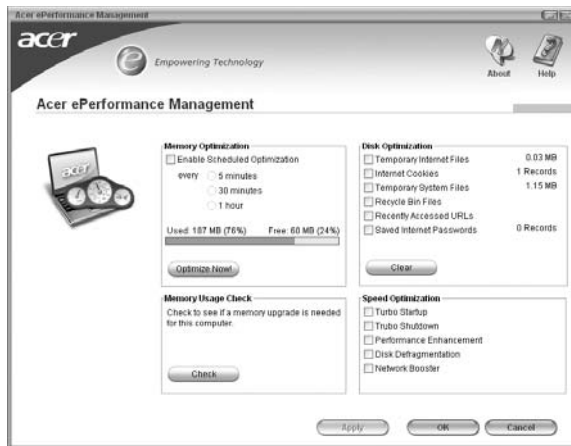 Acer ePerformance Management
acer
Empowering Technology
About
Help
Acer ePerformance Management
acer
Memory Optimization
Enable Scheduled Optimization
every
5 minutes
30 minutes
1 hour
Used: 187 MB (76%) Free: 60 MB (24%)
Optimize Now!
Disk Optimization
Temporary Internet Files 0.03 MB
Internet Cookies 1 Records
Temporary System Files 1.15 MB
Recycle Bin Files
Recently Accessed URLs
Saved Internet Passwords 0 Records
Clear
Memory Usage Check
Check to see if a memory upgrade is needed
for this computer.
Check
Speed Optimization
Turbo Startup
Trubo Shutdown
Performance Enhancement
Disk Defragmentation
Network Booster
Apply
OK
Cancel